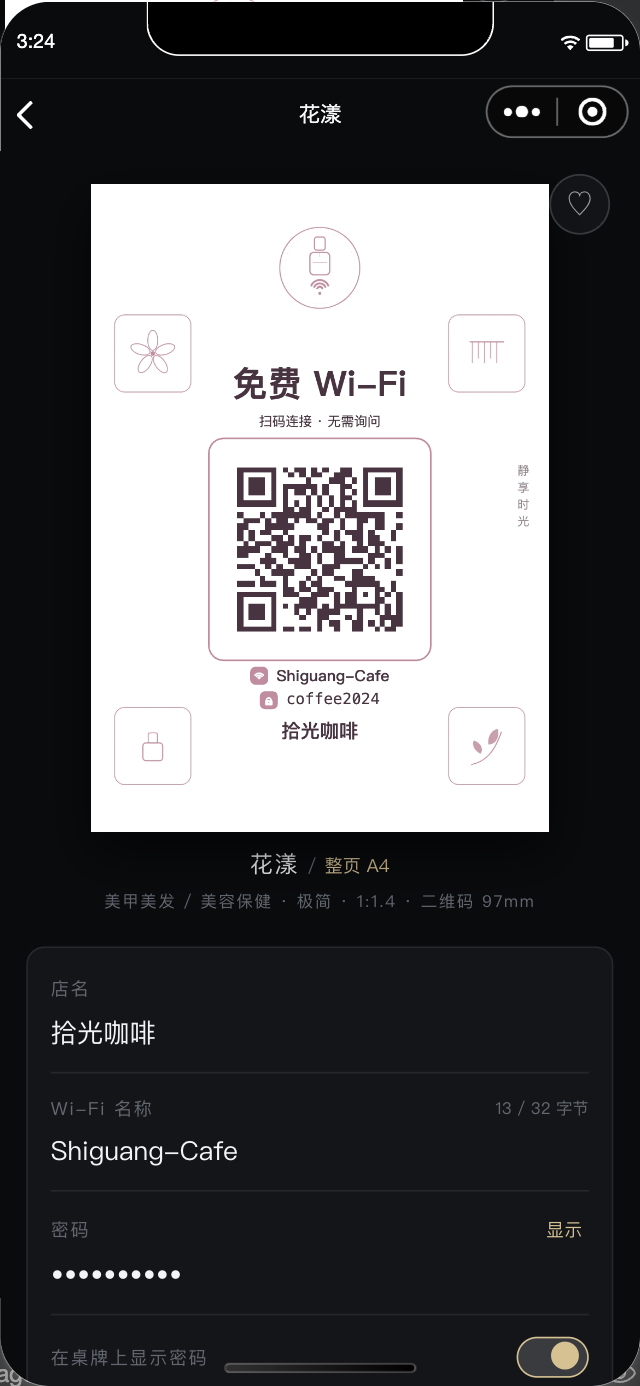 3:24
花漾
免费 Wi-Fi
扫码连接 · 无需询问
静享时光
Shiguang-Cafe
coffee2024
拾光咖啡
花漾 / 整页 A4
美甲美发 / 美容保健 · 极简 · 1:1.4 · 二维码 97mm
店名
拾光咖啡
Wi-Fi 名称 13 / 32 字节
Shiguang-Cafe
密码 显示
••••••••••
在桌牌上显示密码